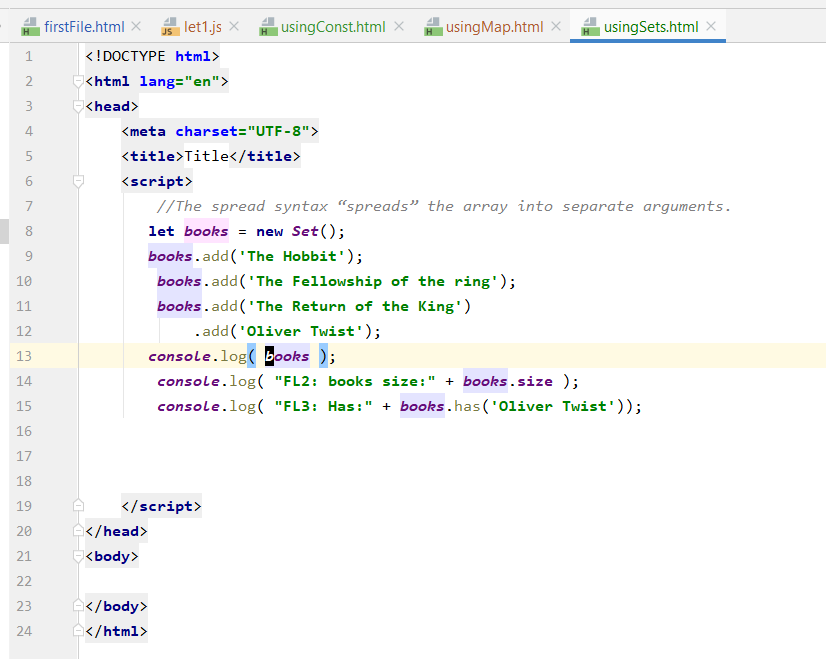 firstFile.html let1.js usingConst.html usingMap.html usingSets.html
1 <!DOCTYPE html>
2 <html lang="en">
3 <head>
4 <meta charset="UTF-8">
5 <title>Title</title>
6 <script>
7 //The spread syntax “spreads” the array into separate arguments.
8 let books = new Set();
9 books.add('The Hobbit');
10 books.add('The Fellowship of the ring');
11 books.add('The Return of the King')
12 .add('Oliver Twist');
13 console.log( books );
14 console.log( "FL2: books size:" + books.size );
15 console.log( "FL3: Has:" + books.has('Oliver Twist'));
16
17
18
19 </script>
20 </head>
21 <body>
22
23 </body>
24 </html>